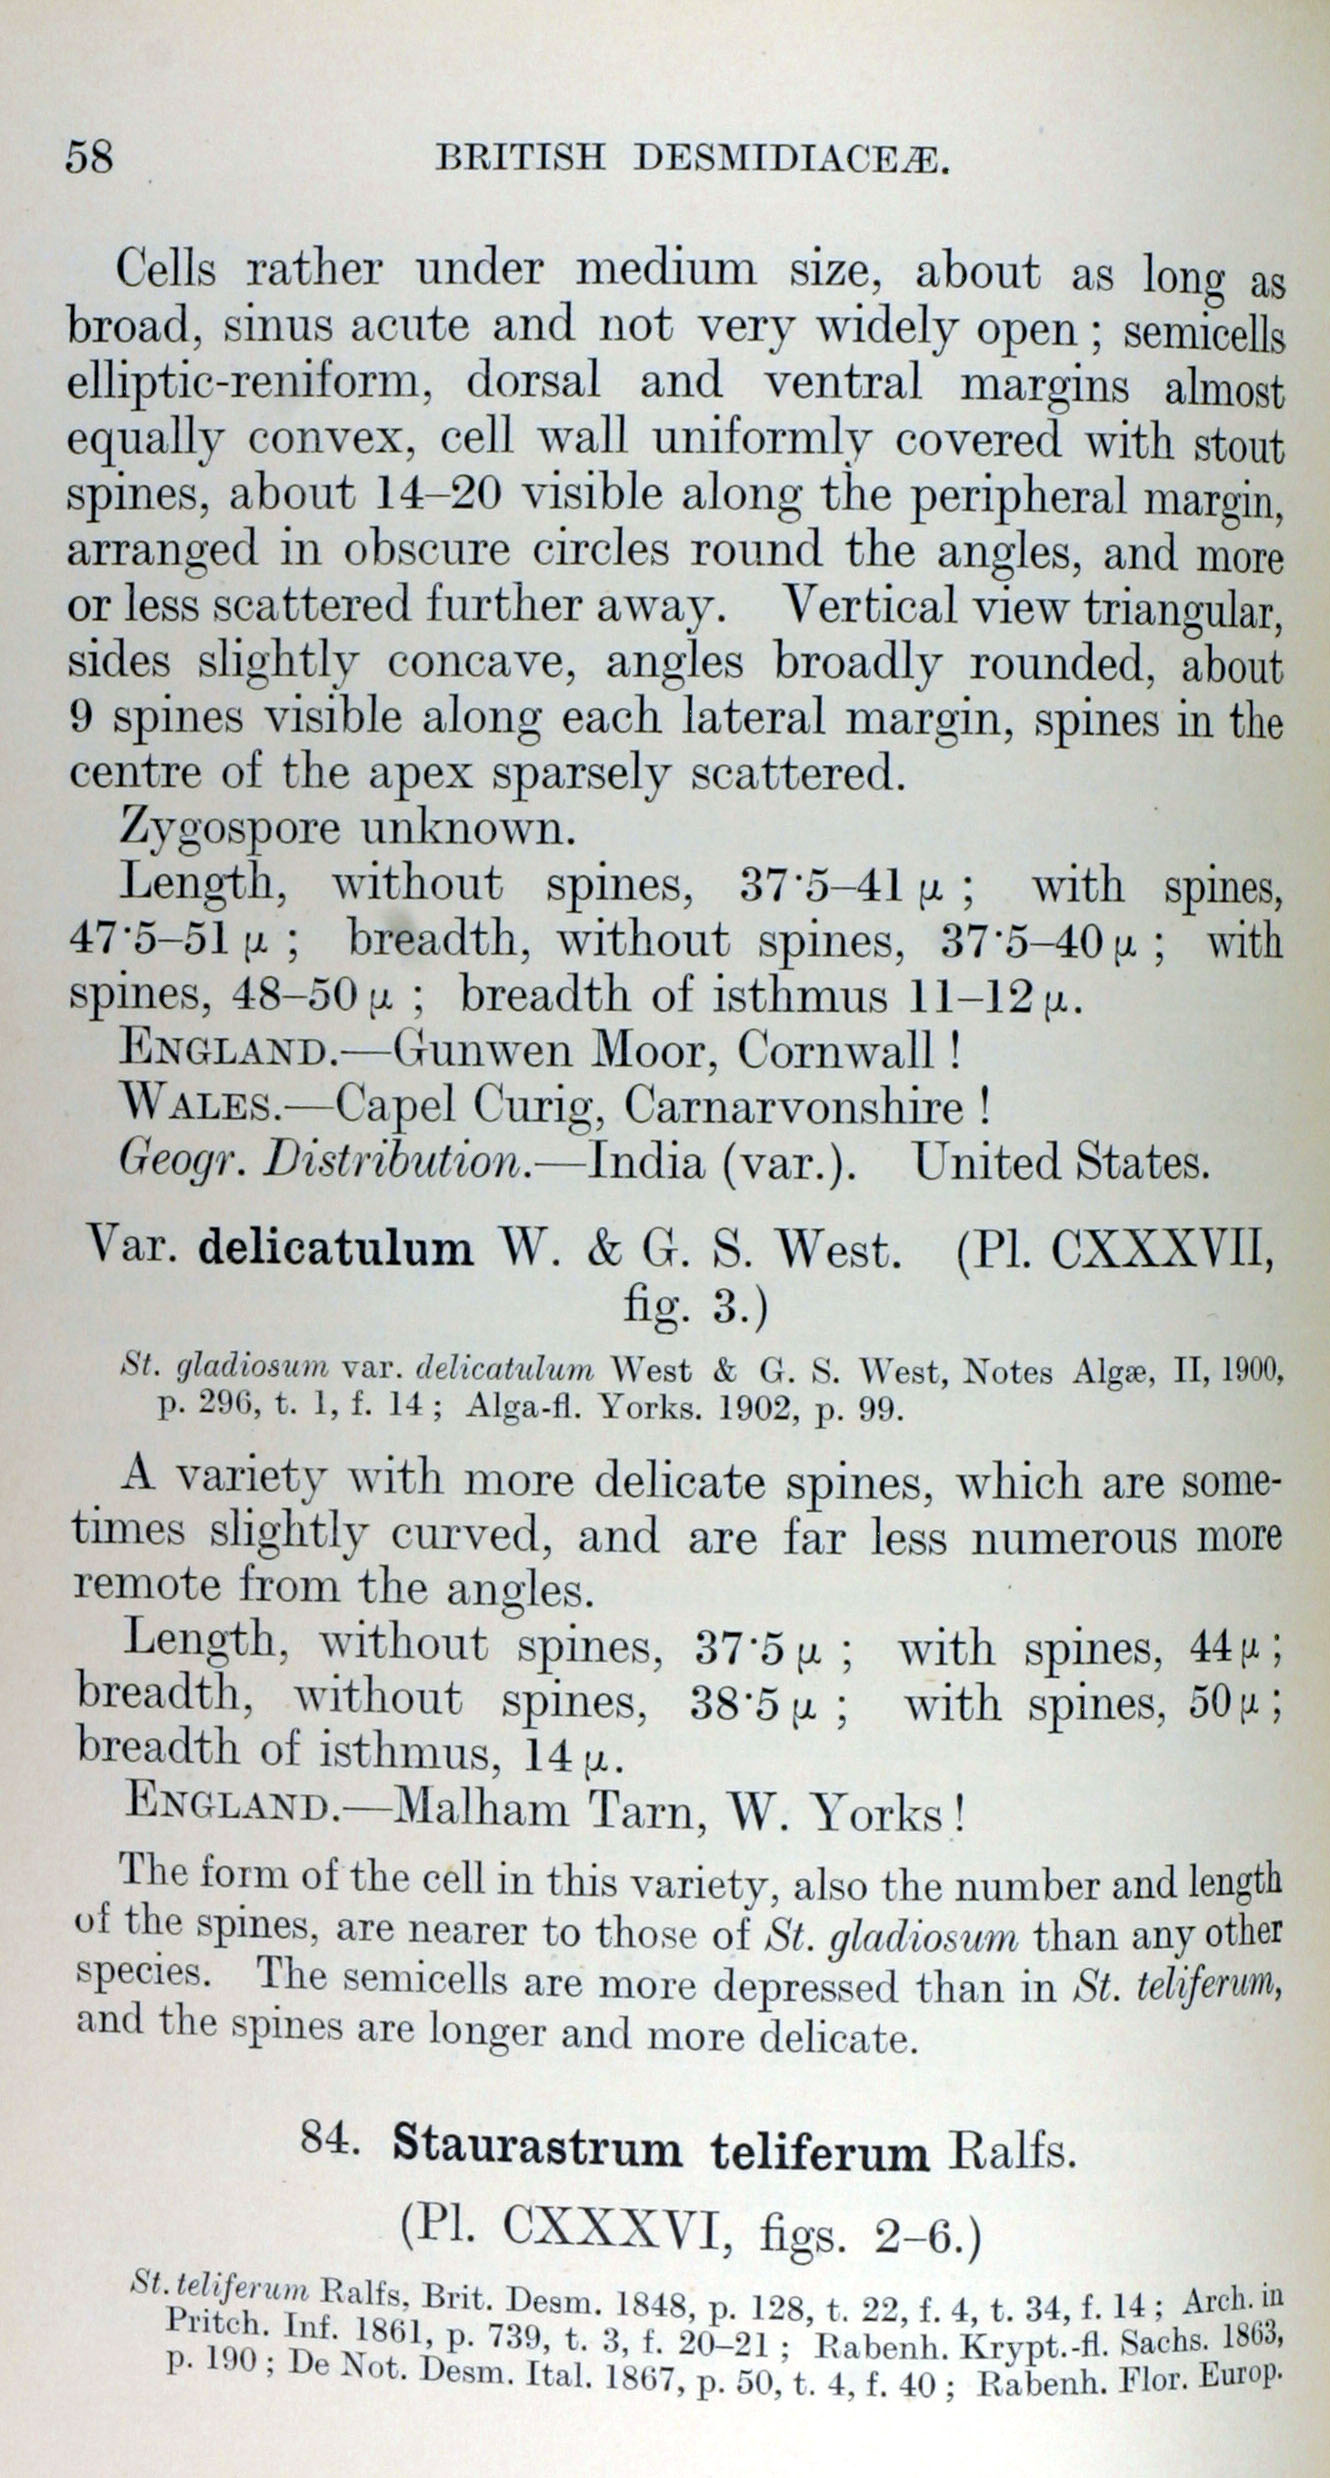 58
BRITISH DESMIDIACEÆ.
Cells rather under medium size, about as long as
broad, sinus acute and not very widely open; semicells
elliptic-reniform, dorsal and ventral margins almost
equally convex, cell wall uniformly covered with stout
spines, about 14–20 visible along the peripheral margin,
arranged in obscure circles round the angles, and more
or less scattered further away. Vertical view triangular,
sides slightly concave, angles broadly rounded, about
9 spines visible along each lateral margin, spines in the
centre of the apex sparsely scattered.
Zygospore unknown.
Length, without spines, 37·5–41 μ; with spines,
47·5–51 μ; breadth, without spines, 37·5–40 μ; with
spines, 48–50 μ; breadth of isthmus 11–12 μ.
ENGLAND.—Gunwen Moor, Cornwall!
WALES.—Capel Curig, Carnarvonshire!
Geogr. Distribution.—India (var.). United States.
Var. delicatulum W. & G. S. West. (Pl. CXXXVII,
fig. 3.)
St. gladiosum var. delicatulum West & G. S. West, Notes Algæ, II, 1900,
p. 296, t. 1, f. 14; Alga-fl. Yorks. 1902, p. 99.
A variety with more delicate spines, which are some-
times slightly curved, and are far less numerous more
remote from the angles.
Length, without spines, 37·5 μ; with spines, 44 μ;
breadth, without spines, 38·5 μ; with spines, 50 μ;
breadth of isthmus, 14 μ.
ENGLAND.—Malham Tarn, W. Yorks!
The form of the cell in this variety, also the number and length
of the spines, are nearer to those of St. gladiosum than any other
species. The semicells are more depressed than in St. teliferum,
and the spines are longer and more delicate.
84. Staurastrum teliferum Ralfs.
(Pl. CXXXVI, figs. 2–6.)
St. teliferum Ralfs, Brit. Desm. 1848, p. 128, t. 22, f. 4, t. 34, f. 14; Arch. in
Pritch. Inf. 1861, p. 739, t. 3, f. 20–21; Rabenh. Krypt.-fl. Sachs. 1863,
p. 190; De Not. Desm. Ital. 1867, p. 50, t. 4, f. 40; Rabenh. Flor. Europ.